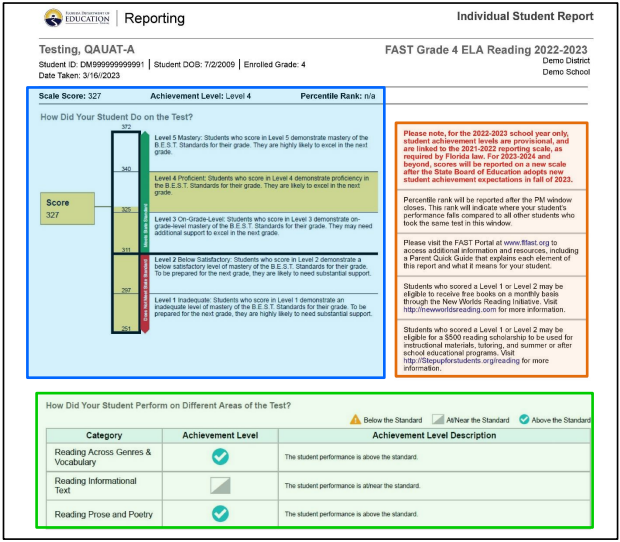 FLORIDA DEPARTMENT OF
EDUCATION
Reporting
Individual Student Report
Testing, QAUAT-A
FAST Grade 4 ELA Reading 2022-2023
Student ID: DM999999999991 | Student DOB: 7/2/2009 | Enrolled Grade: 4
Demo District
Date Taken: 3/16//2023
Demo School
Scale Score: 327
Achievement Level: Level 4
Percentile Rank: n/a
How Did Your Student Do on the Test?
372
Level 5 Mastery: Students who score in Level 5 demonstrate mastery of the
B.E.S.T. Standards for their grade. They are highly likely to excel in the next
grade.
340
Level 4 Proficient: Students who score in Level 4 demonstrate proficiency in
the B.E.S.T. Standards for their grade. They are likely to excel in the next
grade.
Score
327
325
Level 3 On-Grade-Level: Students who score in Level 3 demonstrate on-
grade-level mastery of the B.E.S.T. Standards for their grade. They may need
additional support to excel in the next grade.
Meets State Standard
311
Level 2 Below Satisfactory: Students who score in Level 2 demonstrate a
below satisfactory level of mastery of the B.E.S.T. Standards for their grade.
To be prepared for the next grade, they are likely to need substantial support.
297
Does Not Meet State Standard
Level 1 Inadequate: Students who score in Level 1 demonstrate an
inadequate level of mastery of the B.E.S.T. Standards for their grade. To be
prepared for the next grade, they are highly likely to need substantial support.
251
Please note, for the 2022-2023 school year only,
student achievement levels are provisional, and
are linked to the 2021-2022 reporting scale, as
required by Florida law. For 2023-2024 and
beyond, scores will be reported on a new scale
after the State Board of Education adopts new
student achievement expectations in fall of 2023.
Percentile rank will be reported after the PM window
closes. This rank will indicate where your student's
performance falls compared to all other students who
took the same test in this window.
Please visit the FAST Portal at www.flfast.org to
access additional information and resources, including
a Parent Quick Guide that explains each element of
this report and what it means for your student.
Students who scored a Level 1 or Level 2 may be
eligible to receive free books on a monthly basis
through the New Worlds Reading Initiative. Visit
http://newworldsreading.com for more information.
Students who scored a Level 1 or Level 2 may be
eligible for a $500 reading scholarship to be used for
instructional materials, tutoring, and summer or after
school educational programs. Visit
http://Stepupforstudents.org/reading for more
information.
How Did Your Student Perform on Different Areas of the Test?
Below the Standard
At/Near the Standard
Above the Standard
Category
Achievement Level
Achievement Level Description
Reading Across Genres &
Vocabulary
The student performance is above the standard.
Reading Informational
Text
The student performance is at/near the standard.
Reading Prose and Poetry
The student performance is above the standard.